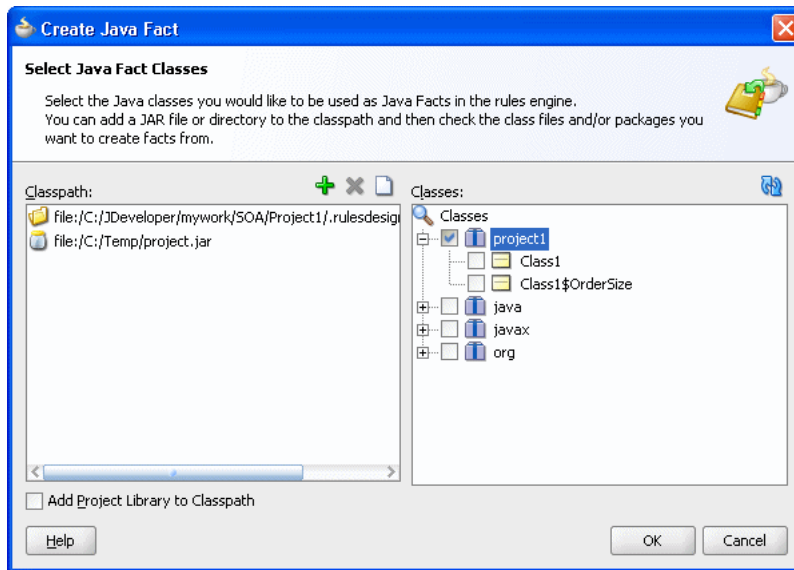 Create Java Fact
Select Java Fact Classes
Select the Java classes you would like to be used as Java Facts in the rules engine.
You can add a JAR file or directory to the classpath and then check the class files and/or packages you
want to create facts from.
Classpath:
file:/C:/JDeveloper/mywork/SOA/Project1/.rulesdesig
file:/C:/Temp/project.jar
Classes:
Classes
project1
Class1
Class1$OrderSize
java
javax
org
Add Project Library to Classpath
Help
OK
Cancel